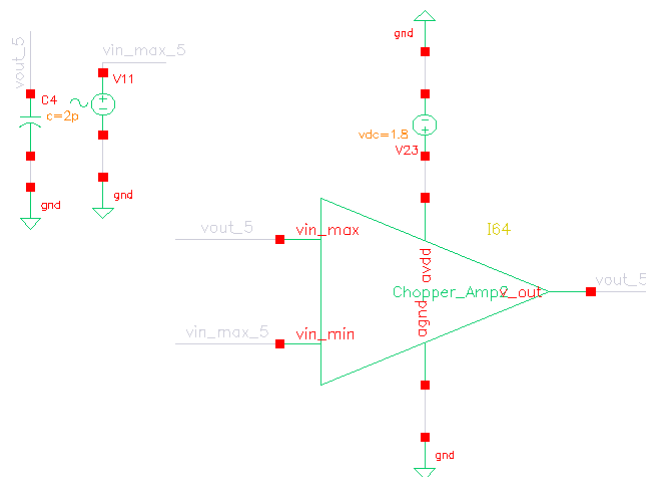 gnd
vout_5
vin_max_5
V11
C4
c=2p
vdc=1.8
V23
gnd
gnd
vout_5
vin_max
I64
avdd
Chopper_Amp2
v_out
vout_5
vin_max_5
vin_min
agnd
gnd